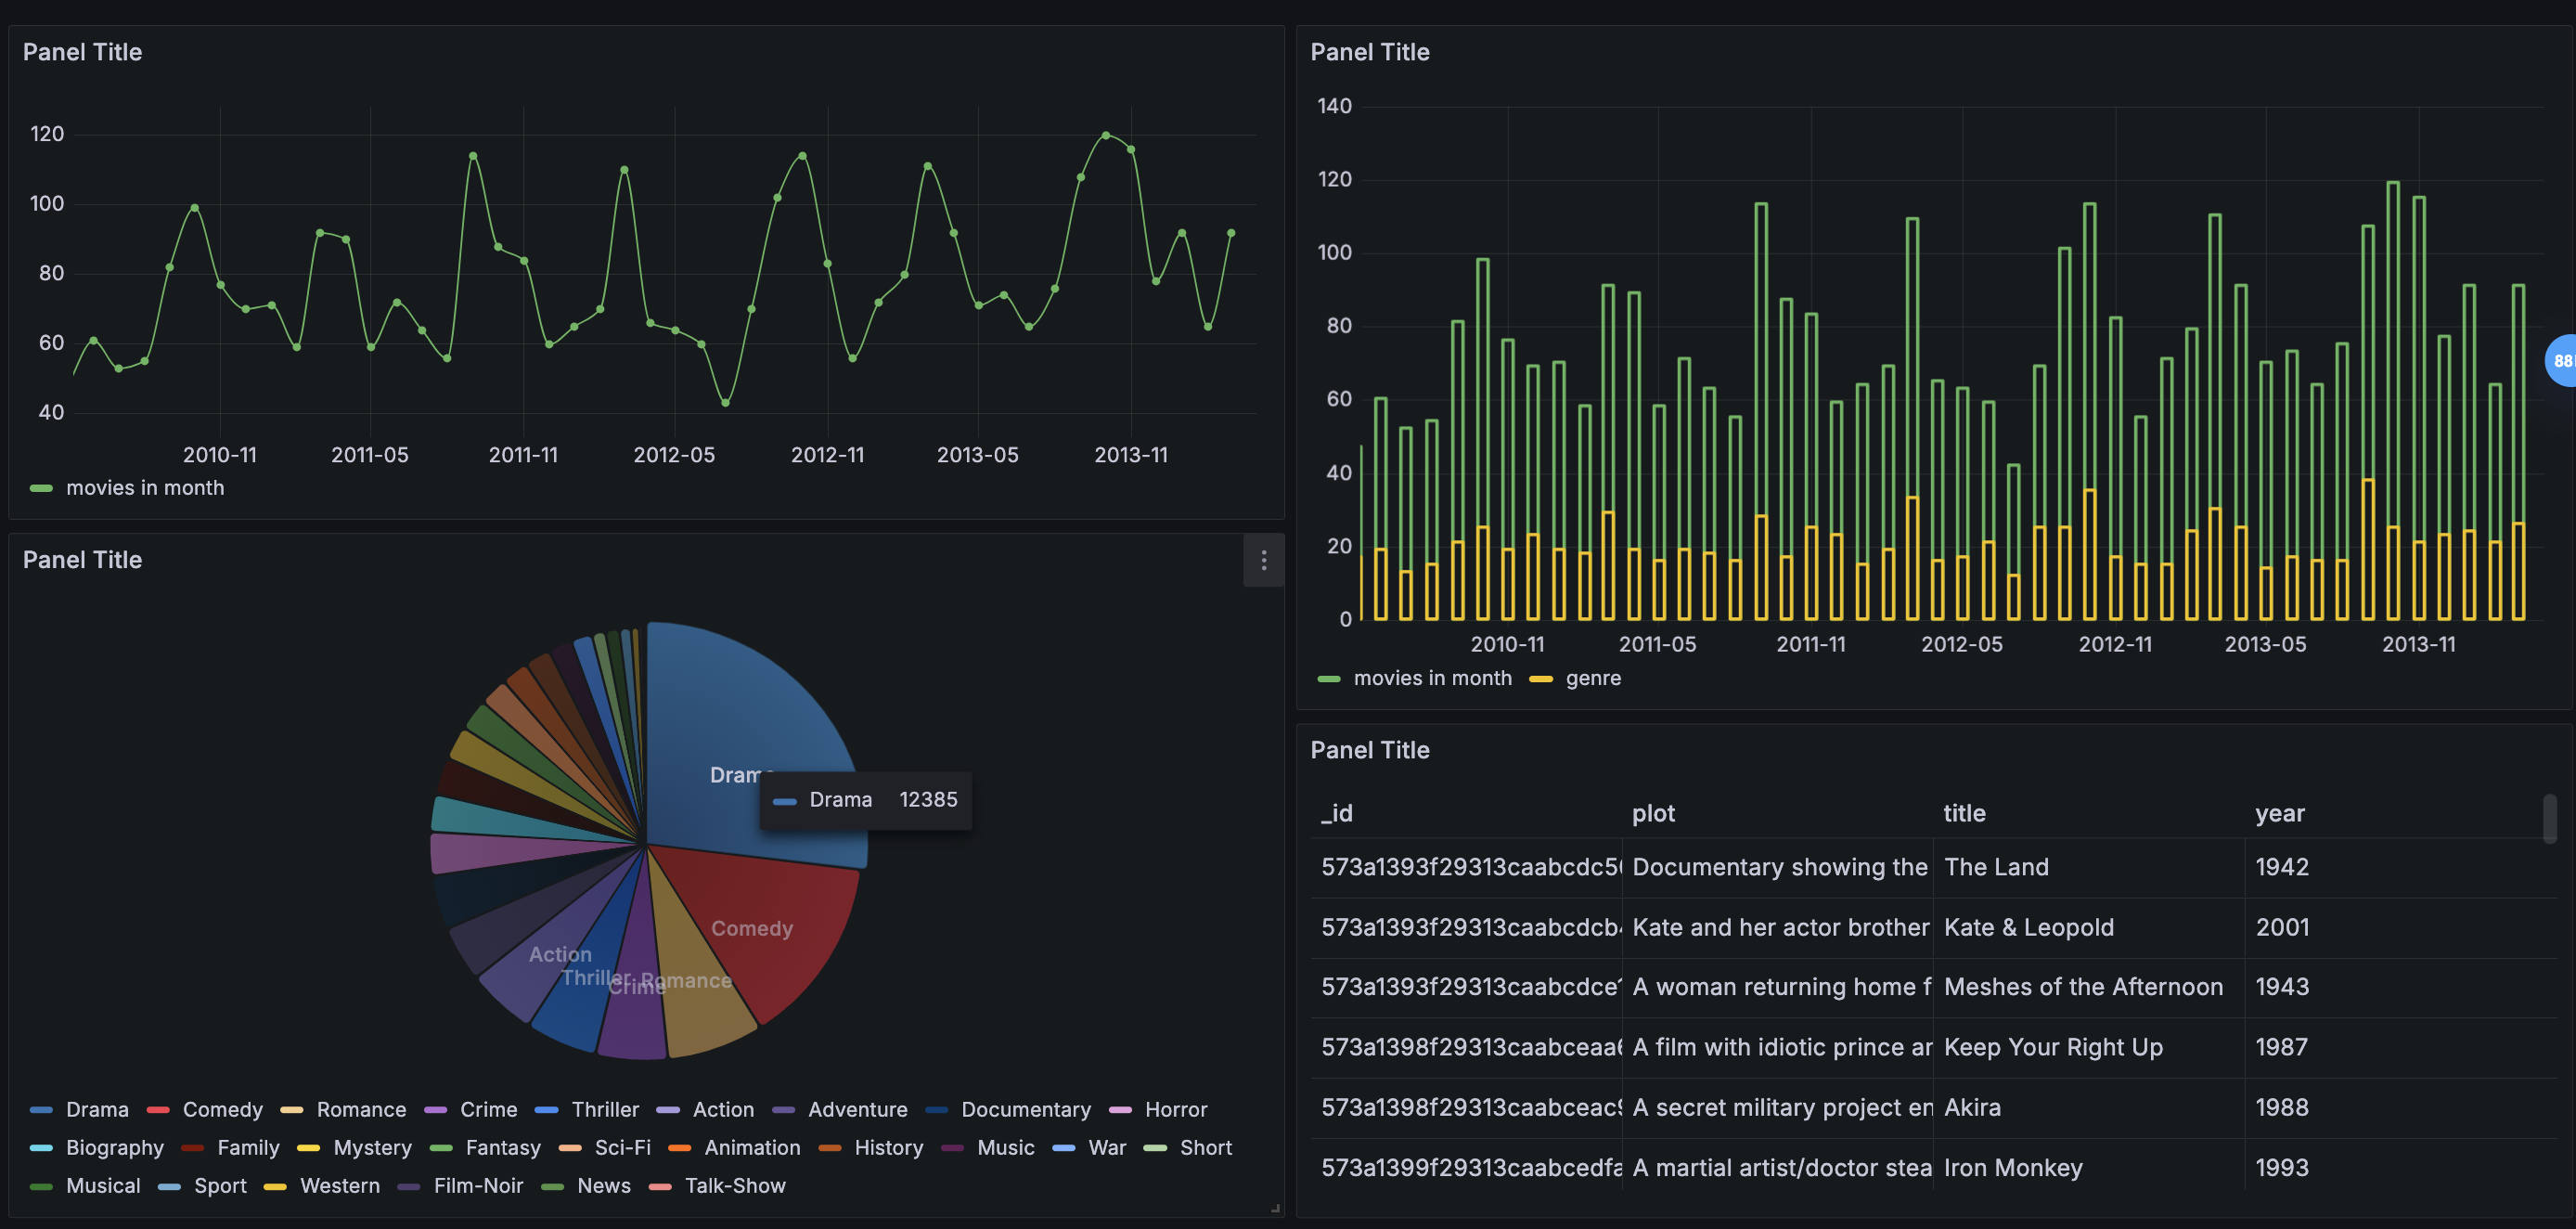 Panel Title
120
100
80
60
40
2010-11 2011-05 2011-11 2012-05 2012-11 2013-05 2013-11
movies in month
Panel Title
Drama 12385
Comedy
Action
Thriller
Crime
Romance
Drama Comedy Romance Crime Thriller Action Adventure Documentary Horror
Biography Family Mystery Fantasy Sci-Fi Animation History Music War Short
Musical Sport Western Film-Noir News Talk-Show
Panel Title
140
120
100
80
60
40
20
0
2010-11 2011-05 2011-11 2012-05 2012-11 2013-05 2013-11
movies in month genre
88
Panel Title
_id plot title year
573a1393f29313caabcdc5 Documentary showing the The Land 1942
573a1393f29313caabcdcb Kate and her actor brother Kate & Leopold 2001
573a1393f29313caabcdce A woman returning home f Meshes of the Afternoon 1943
573a1398f29313caabceaa A film with idiotic prince ar Keep Your Right Up 1987
573a1398f29313caabceac A secret military project en Akira 1988
573a1399f29313caabcedfa A martial artist/doctor stea Iron Monkey 1993